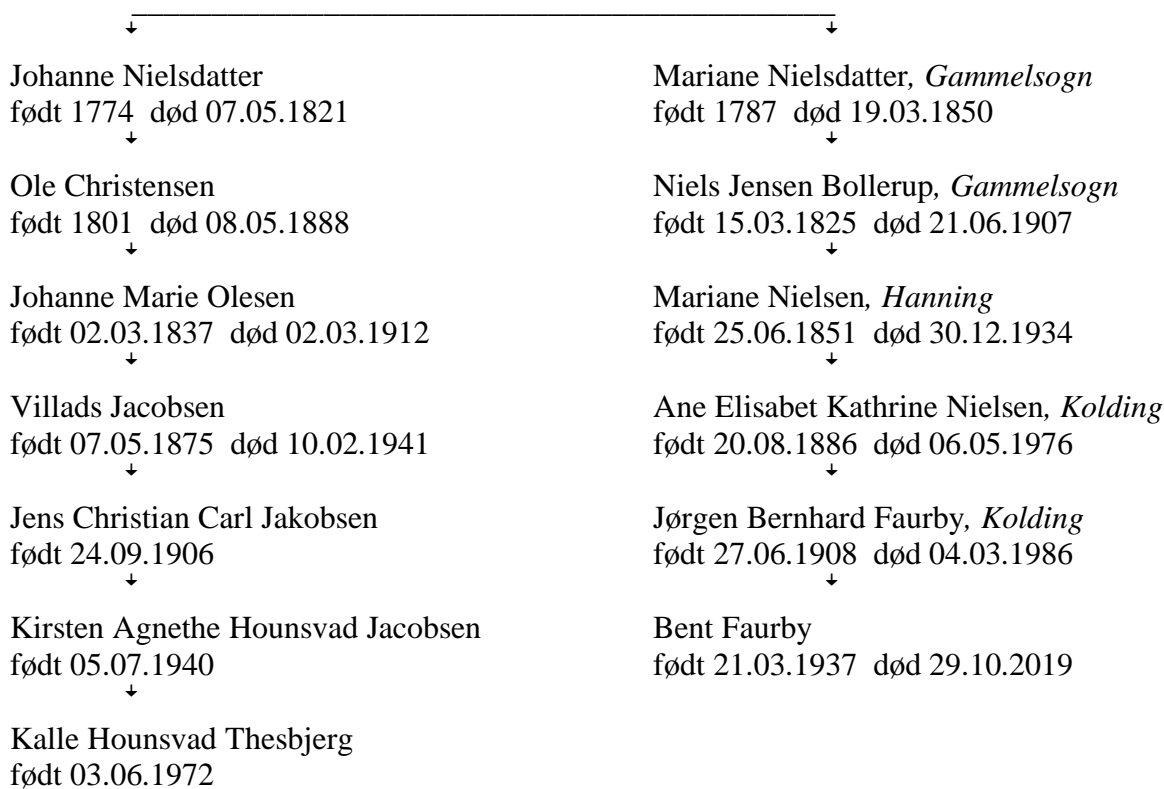 Johanne Nielsdatter
født 1774 død 07.05.1821
Ole Christensen
født 1801 død 08.05.1888
Johanne Marie Olesen
født 02.03.1837 død 02.03.1912
Villads Jacobsen
født 07.05.1875 død 10.02.1941
Jens Christian Carl Jakobsen
født 24.09.1906
Kirsten Agnethe Hounsvad Jacobsen
født 05.07.1940
Kalle Hounsvad Thesbjerg
født 03.06.1972
Mariane Nielsdatter, Gammelsogn
født 1787 død 19.03.1850
Niels Jensen Bollerup, Gammelsogn
født 15.03.1825 død 21.06.1907
Mariane Nielsen, Hanning
født 25.06.1851 død 30.12.1934
Ane Elisabet Kathrine Nielsen, Kolding
født 20.08.1886 død 06.05.1976
Jørgen Bernhard Faurby, Kolding
født 27.06.1908 død 04.03.1986
Bent Faurby
født 21.03.1937 død 29.10.2019